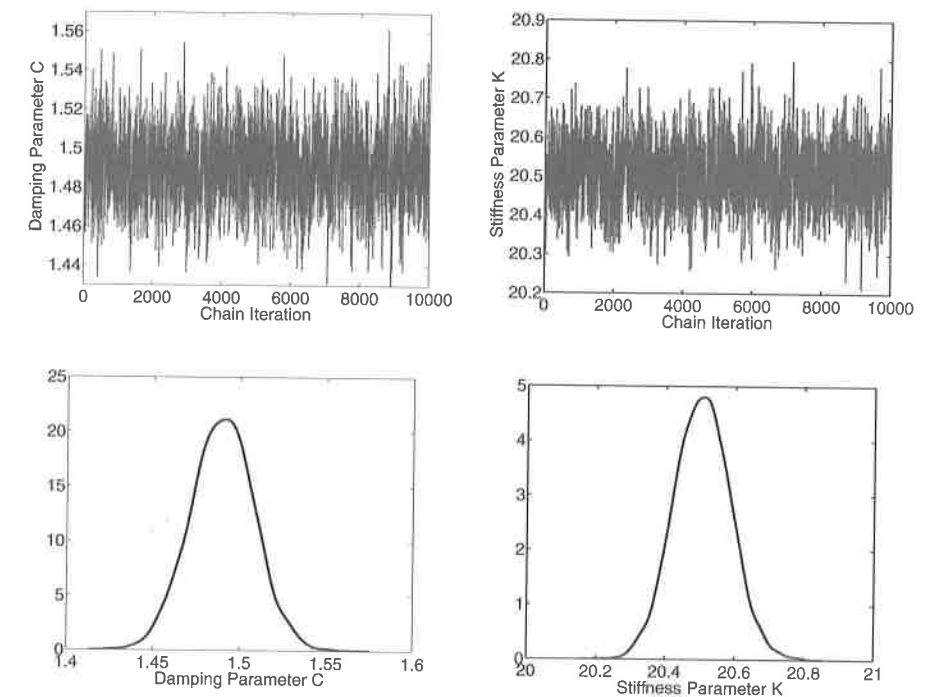 1.56
1.54
1.52
1.5
1.48
1.46
1.44
Damping Parameter C
0 2000 4000 6000 8000 10000
Chain Iteration
20.9
20.8
20.7
20.6
20.5
20.4
20.3
20.2
Stiffness Parameter K
0 2000 4000 6000 8000 10000
Chain Iteration
25
20
15
10
5
0
1.4 1.45 1.5 1.55 1.6
Damping Parameter C
5
4
3
2
1
0
20 20.2 20.4 20.6 20.8 21
Stiffness Parameter K